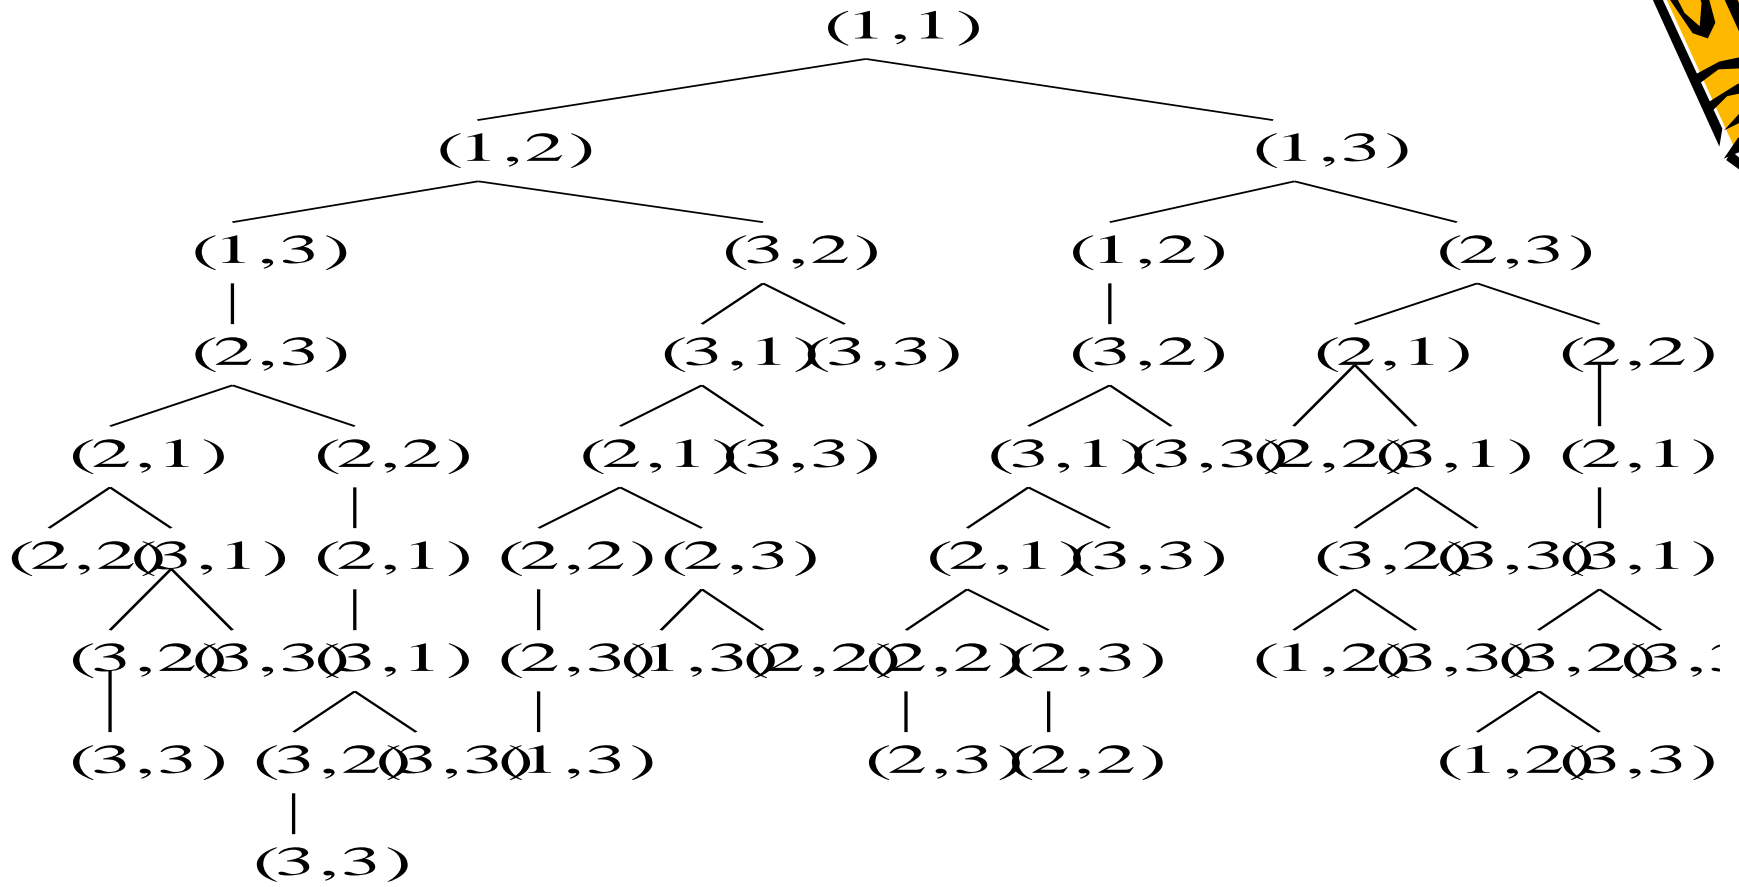 (1,1)
(1,2) (1,3)
(1,3) (3,2) (1,2) (2,3)
(2,3) (3,1) (3,3) (3,2) (2,1) (2,2)
(2,1) (2,2) (2,1) (3,3) (3,1) (3,3) (2,2) (3,1) (2,1)
(2,2) (3,1) (2,1) (2,2) (2,3) (2,1) (3,3) (3,2) (3,3) (3,1)
(3,2) (3,3) (3,1) (2,3) (1,3) (2,2) (2,2) (2,3) (1,2) (3,3) (3,2)
(3,3) (3,2) (3,3) (1,3) (2,3) (2,2) (1,2) (3,3)
(3,3)